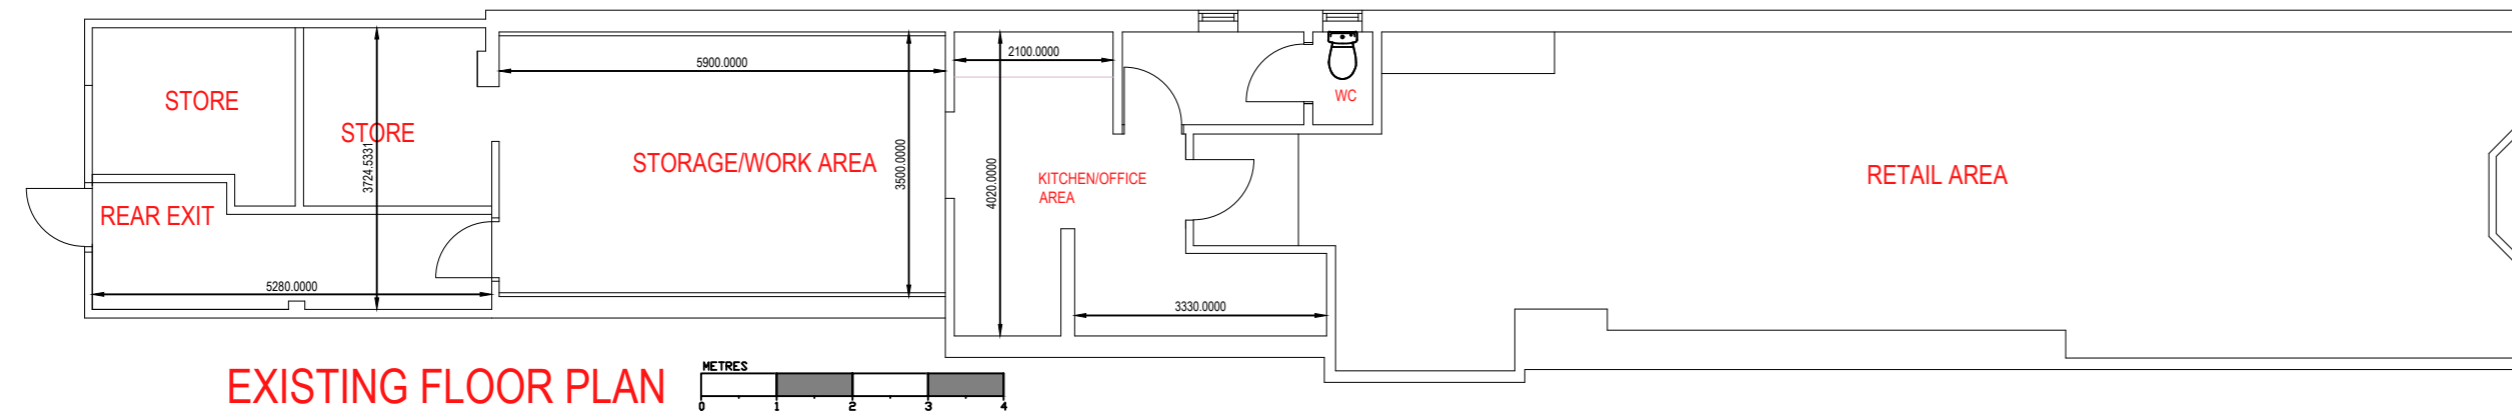 STORE
STORE
3724.5331
REAR EXIT
5280.0000
5900.0000
STORAGE/WORK AREA
3500.0000
2100.0000
4020.0000
KITCHEN/OFFICE
AREA
3330.0000
WC
RETAIL AREA
EXISTING FLOOR PLAN
METRES
0 1 2 3 4